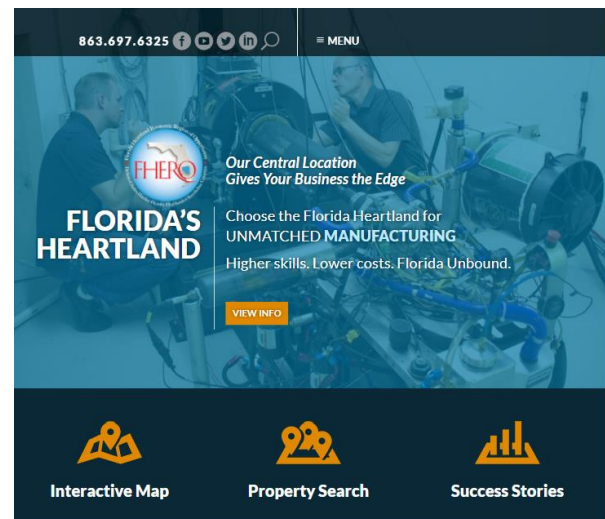 863.697.6325
≡ MENU
FHERO
FLORIDA'S
HEARTLAND
Our Central Location
Gives Your Business the Edge
Choose the Florida Heartland for
UNMATCHED MANUFACTURING
Higher skills. Lower costs. Florida Unbound.
VIEW INFO
Interactive Map
Property Search
Success Stories